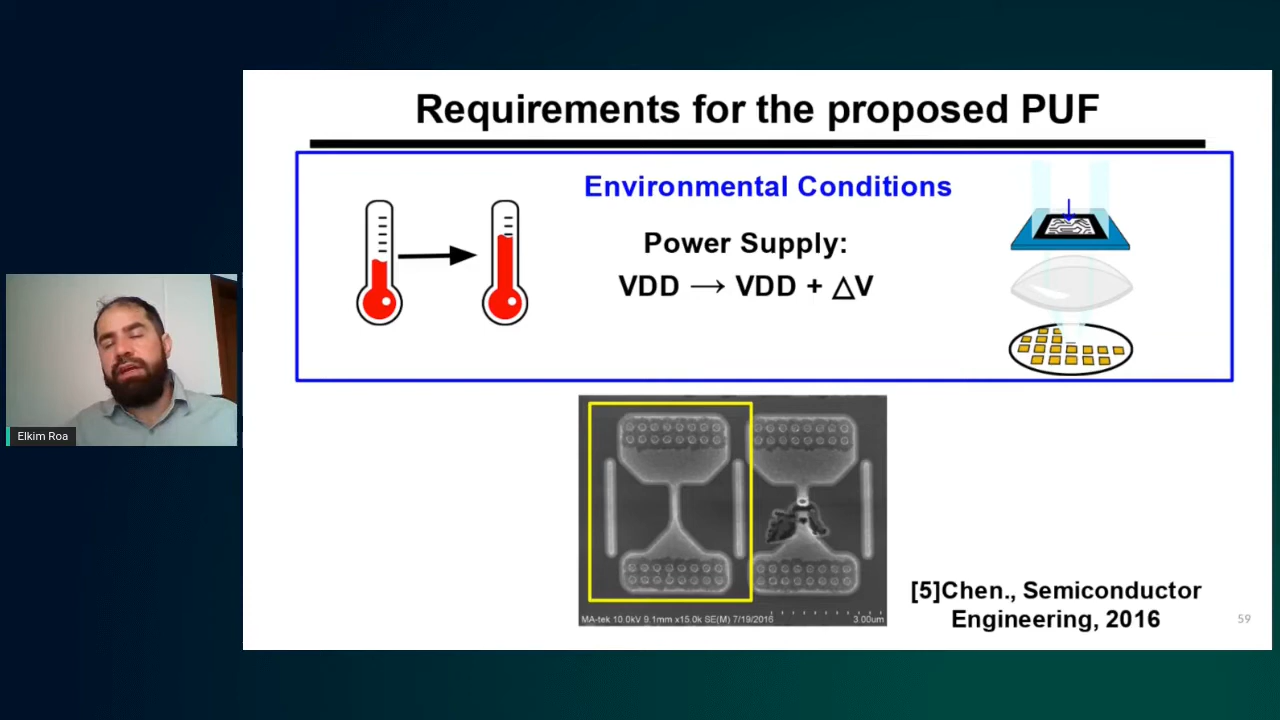 Requirements for the proposed PUF
Environmental Conditions
Power Supply:
VDD → VDD + △V
Elkim Roa
MA-tek 10.0kV 9.1mm x15.0k SE(M) 7/19/2016
3.00um
[5]Chen., Semiconductor
Engineering, 2016
59